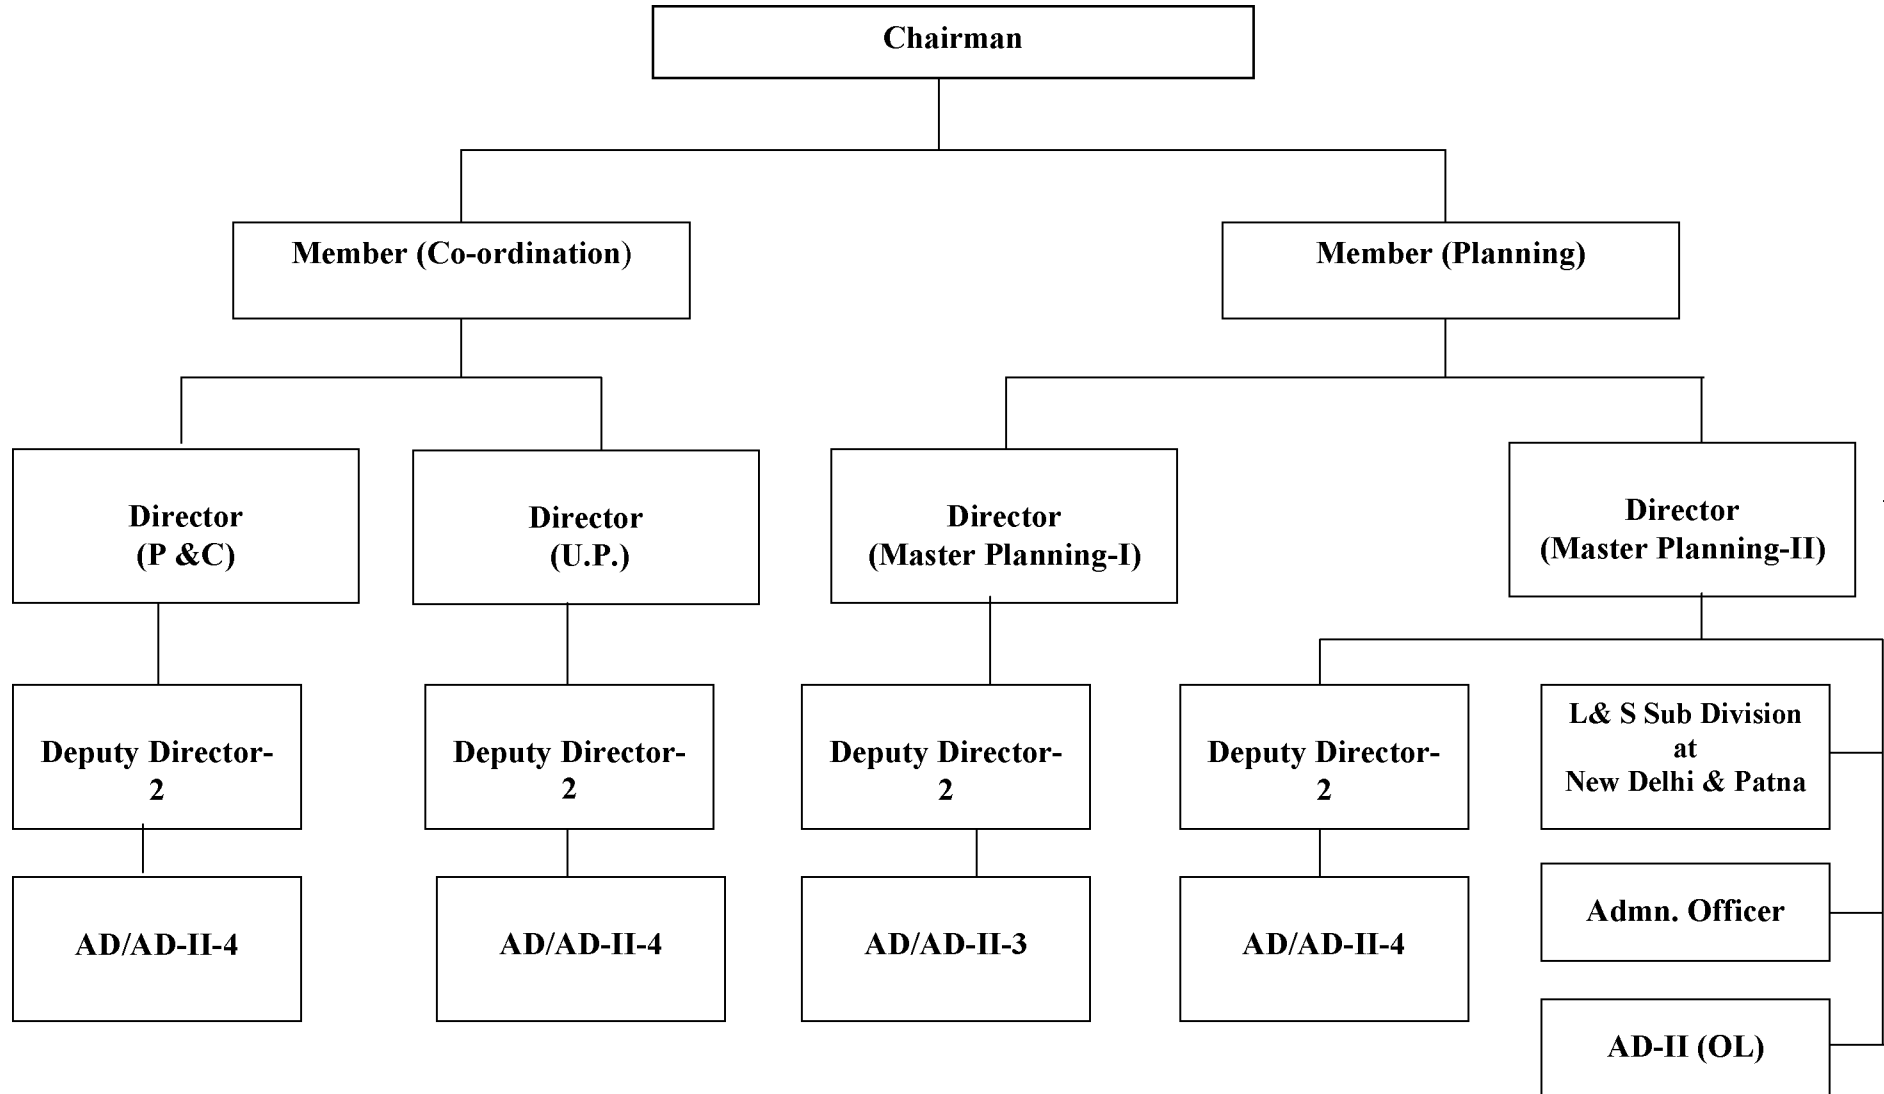 Chairman
Member (Co-ordination)
Member (Planning)
Director
(P &C)
Director
(U.P.)
Director
(Master Planning-I)
Director
(Master Planning-II)
Deputy Director-
2
Deputy Director-
2
Deputy Director-
2
Deputy Director-
2
L& S Sub Division
at
New Delhi & Patna
AD/AD-II-4
AD/AD-II-4
AD/AD-II-3
AD/AD-II-4
Admn. Officer
AD-II (OL)